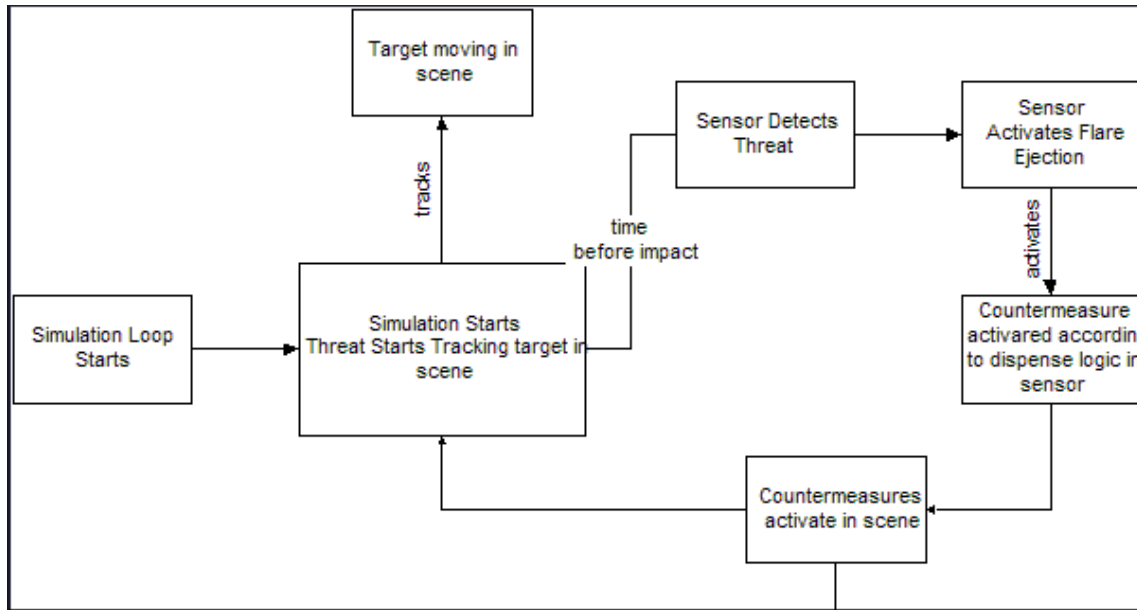 Target moving in
scene
Sensor Detects
Threat
Sensor
Activates Flare
Ejection
tracks
time
before impact
activates
Simulation Loop
Starts
Simulation Starts
Threat Starts Tracking target in
scene
Countermeasure
activared accordin
to dispense logic in
sensor
Countermeasures
activate in scene